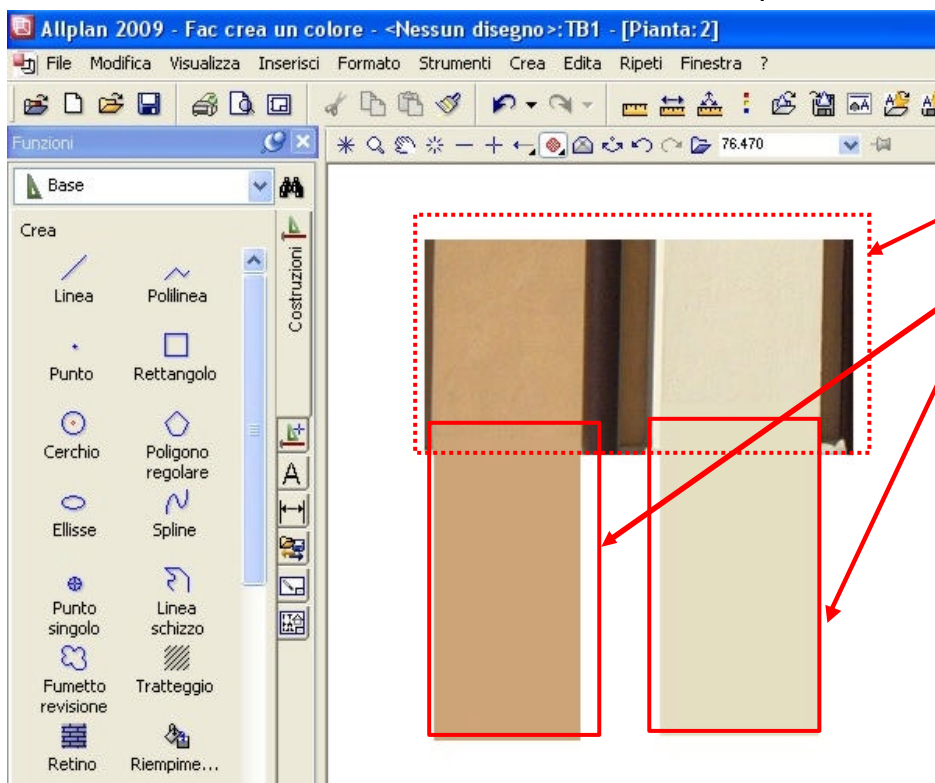 Allplan 2009 - Fac crea un colore - <Nessun disegno>:TB1 - [Pianta:2]
File Modifica Visualizza Inserisci Formato Strumenti Crea Edita Ripeti Finestra ?
Funzioni
76.470
Base
Crea
Costruzioni
Linea Polilinea
Punto Rettangolo
Cerchio Poligono
regolare
A
Ellisse Spline
Punto Linea
singolo schizzo
Fumetto Tratteggio
revisione
Retino Riempime...